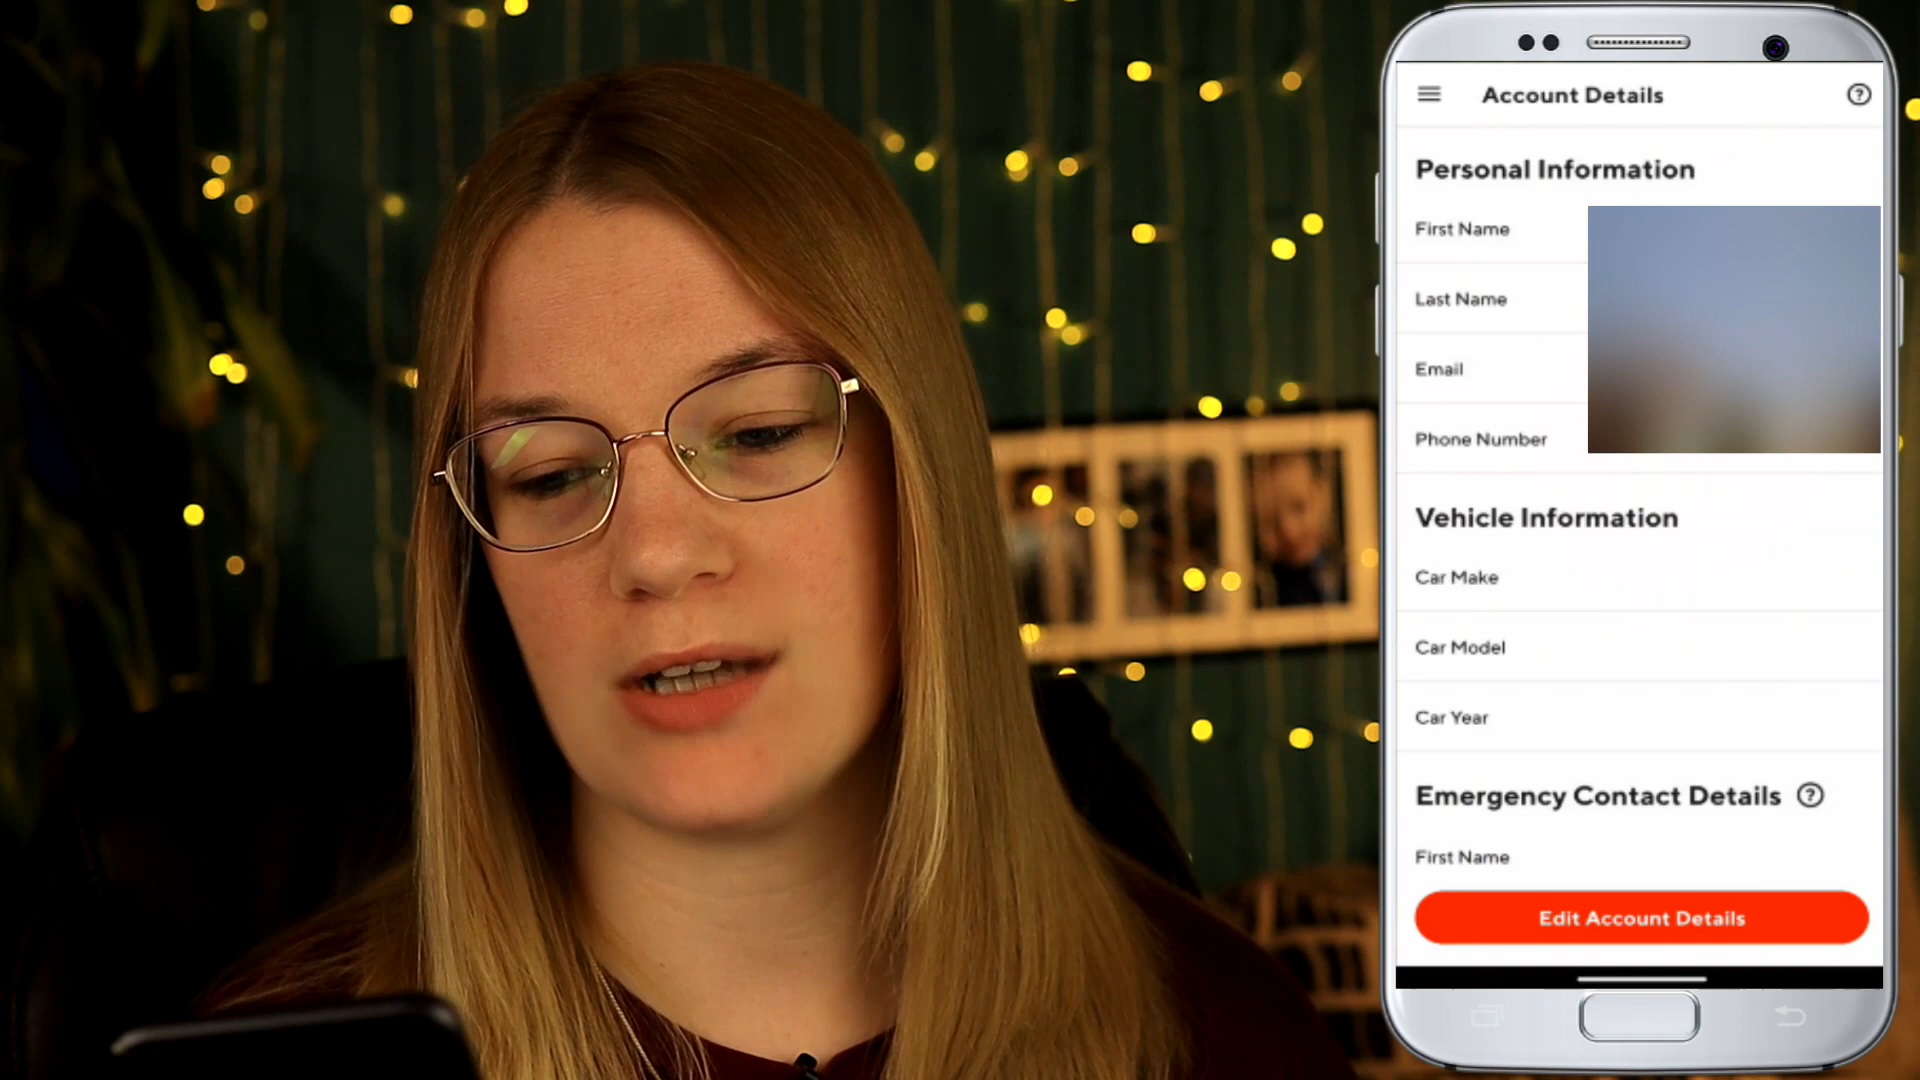 Account Details
Personal Information
First Name
Last Name
Email
Phone Number
Vehicle Information
Car Make
Car Model
Car Year
Emergency Contact Details
First Name
Edit Account Details